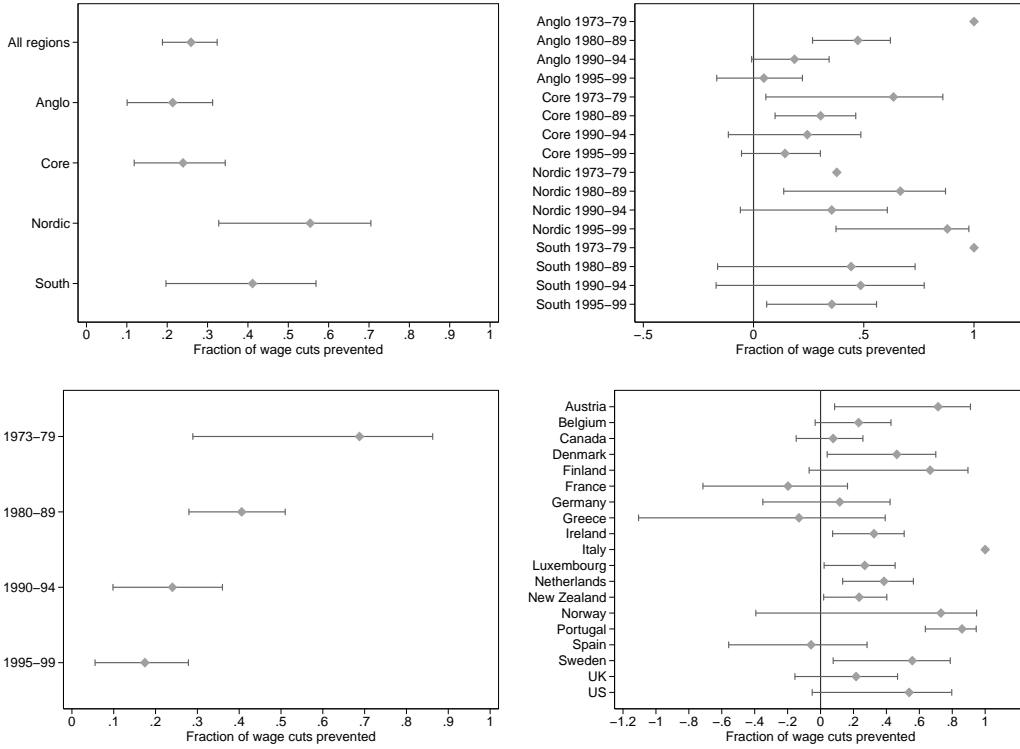 All regions
Anglo
Core
Nordic
South
0 .1 .2 .3 .4 .5 .6 .7 .8 .9 1
Fraction of wage cuts prevented
Anglo 1973–79
Anglo 1980–89
Anglo 1990–94
Anglo 1995–99
Core 1973–79
Core 1980–89
Core 1990–94
Core 1995–99
Nordic 1973–79
Nordic 1980–89
Nordic 1990–94
Nordic 1995–99
South 1973–79
South 1980–89
South 1990–94
South 1995–99
–.5 0 .5 1
Fraction of wage cuts prevented
1973–79
1980–89
1990–94
1995–99
0 .1 .2 .3 .4 .5 .6 .7 .8 .9 1
Fraction of wage cuts prevented
Austria
Belgium
Canada
Denmark
Finland
France
Germany
Greece
Ireland
Italy
Luxembourg
Netherlands
New Zealand
Norway
Portugal
Spain
Sweden
UK
US
–1.2 –1 –.8 –.6 –.4 –.2 0 .2 .4 .6 .8 1
Fraction of wage cuts prevented